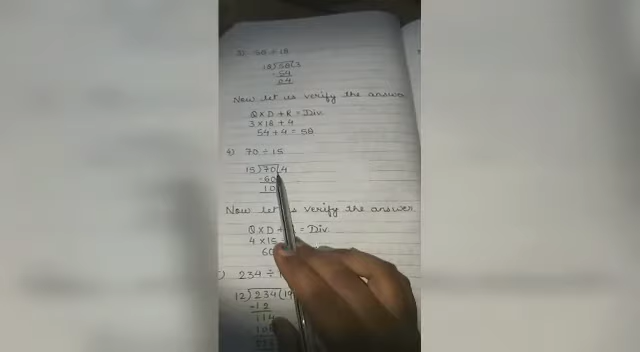 3) 58 ÷ 18
18)58(3
-54
04
Now let us verify the answer
Q × D + R = Div.
3 × 18 + 4
54 + 4 = 58
4) 70 ÷ 15
15)70(4
-60
10
Now let us verify the answer
Q × D + = Div.
4 × 15
60
234 ÷
12)234(19
-12
114
108